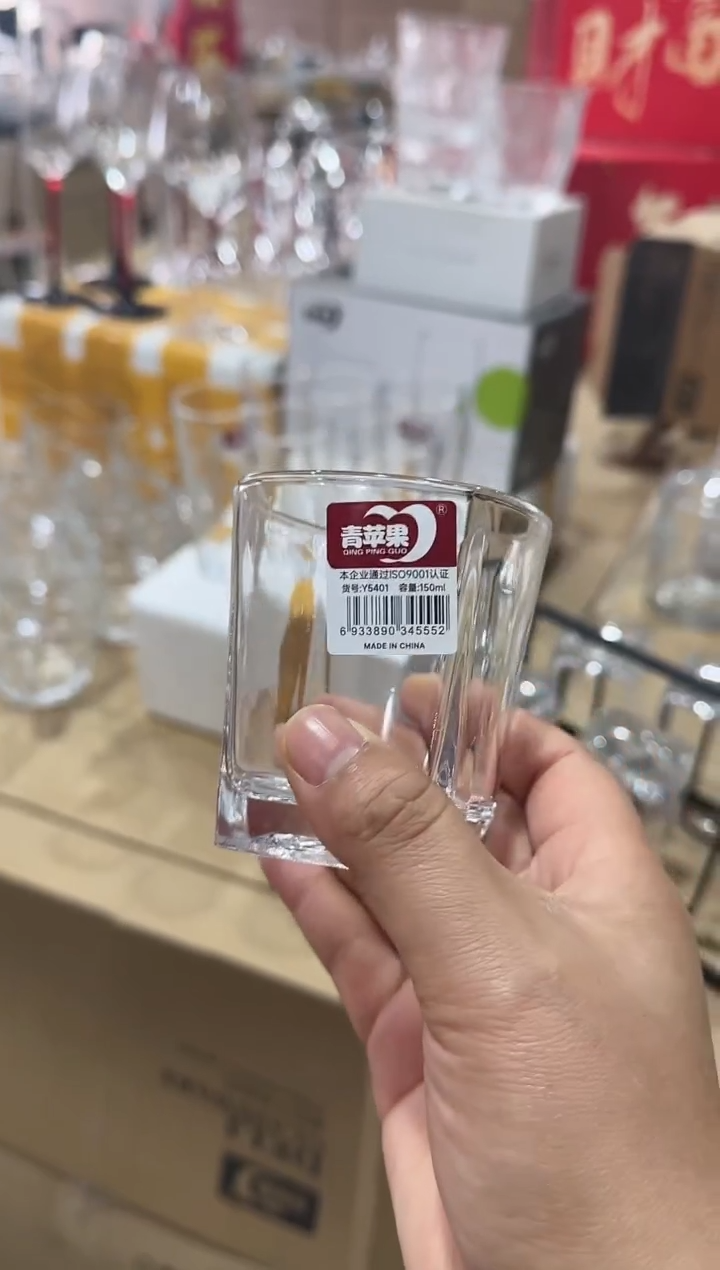 财
青苹果
®
QING PING GUO
本企业通过ISO9001认证
货号:Y5401 容量:150ml
6 933890 345552
MADE IN CHINA